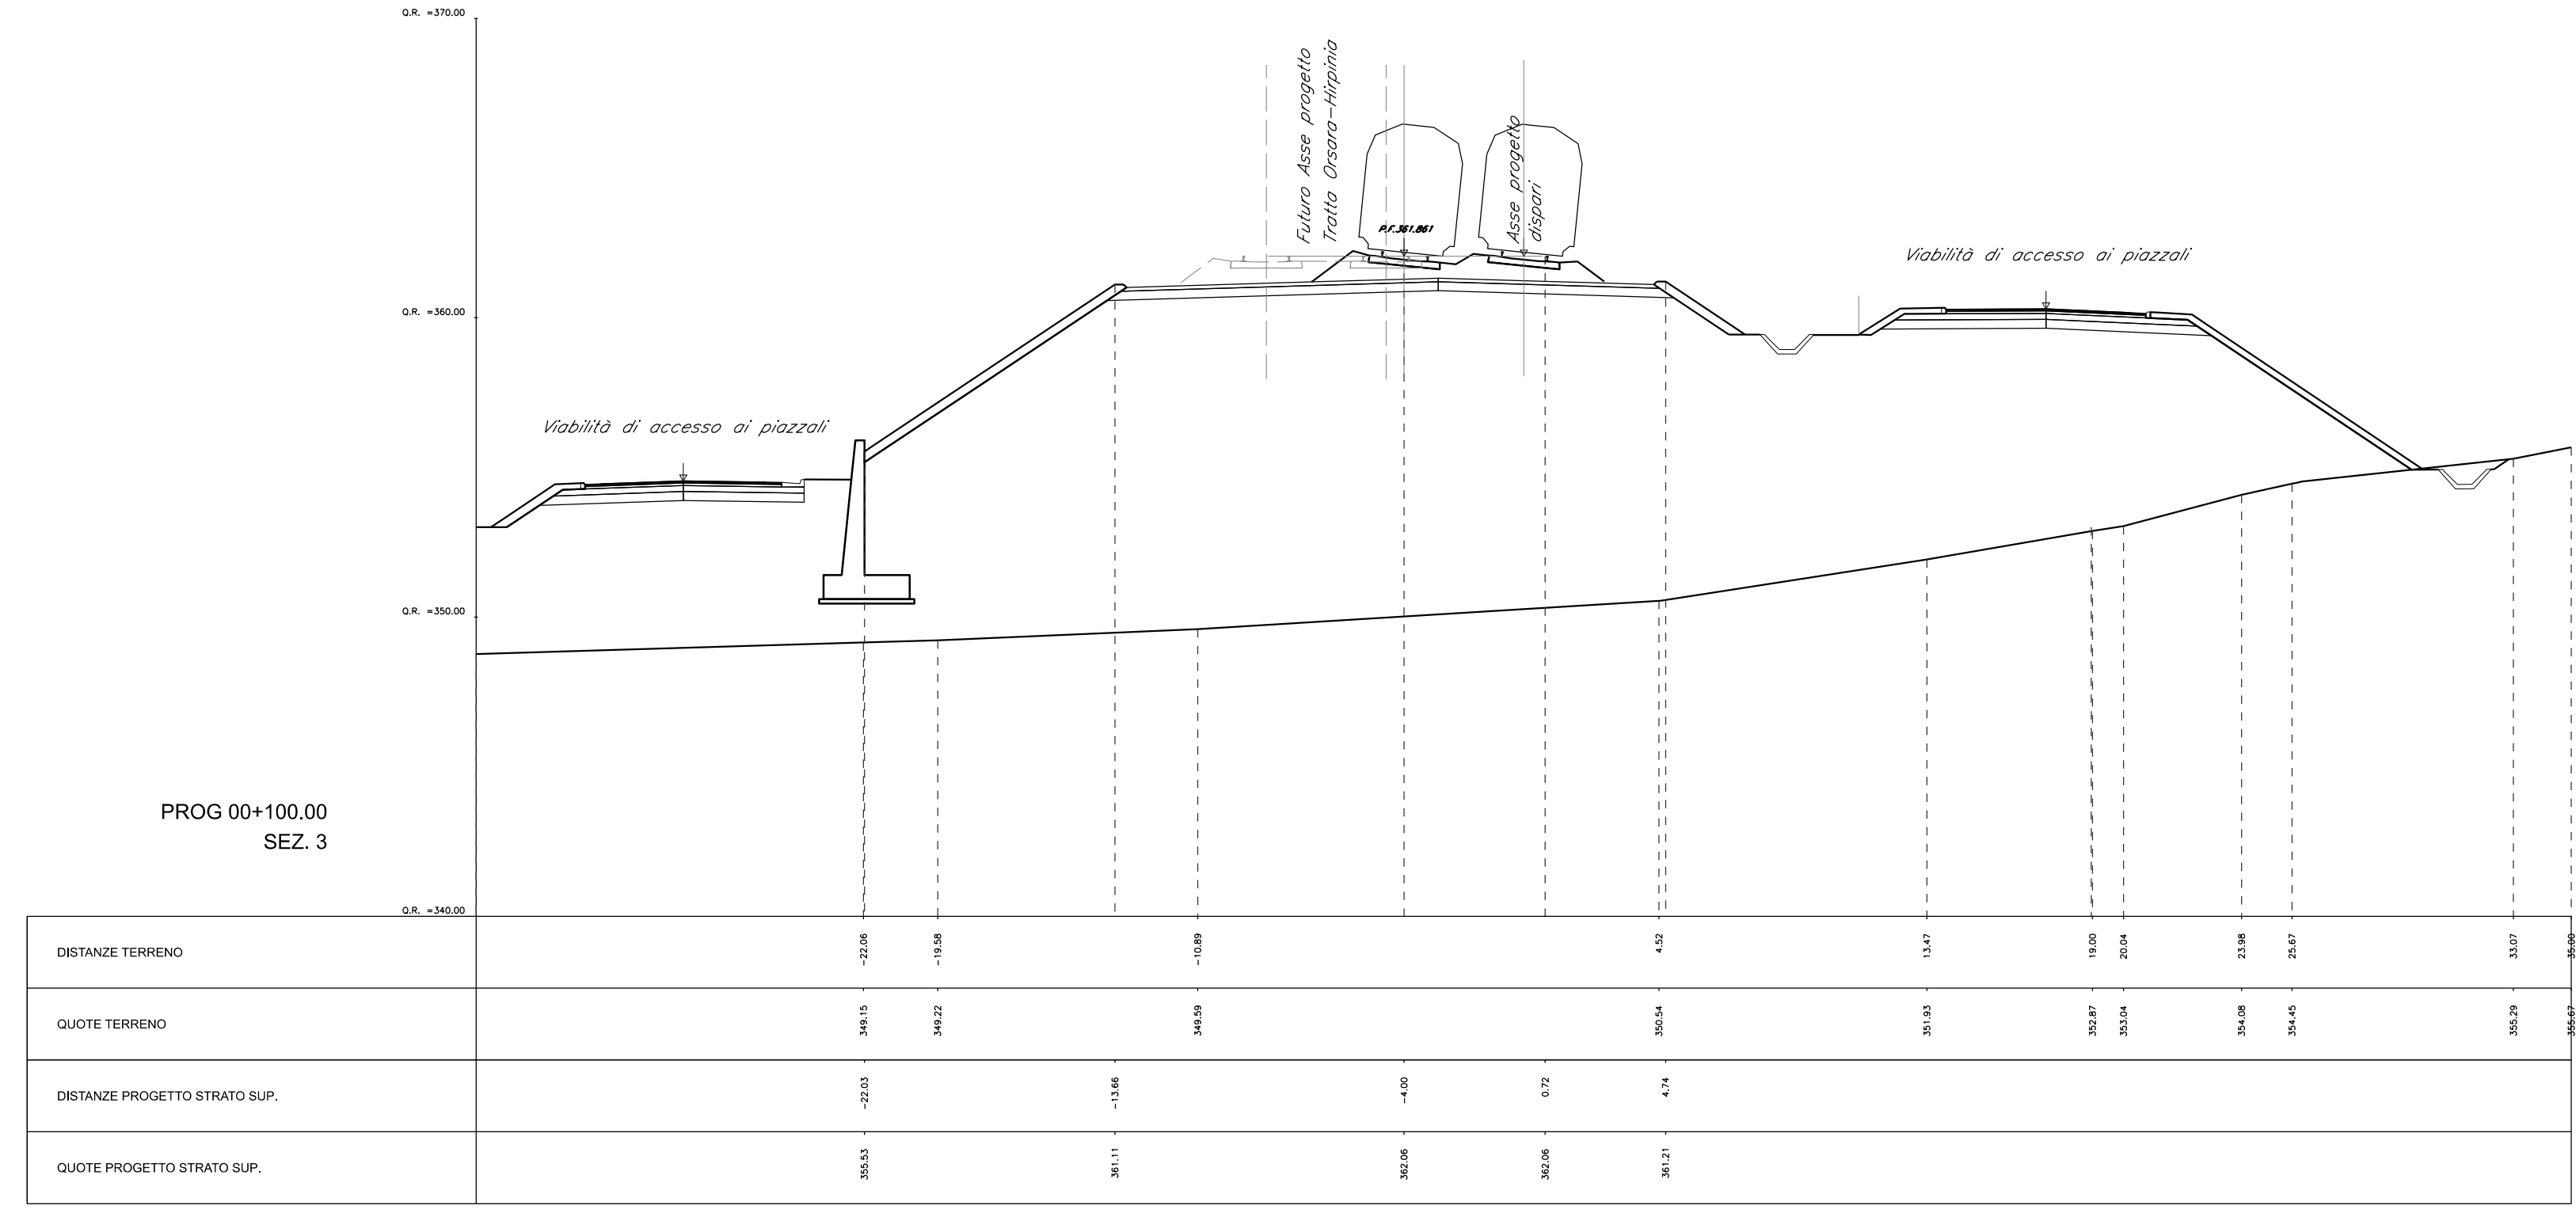 Q.R. =370.00
Futuro Asse progetto
Tratta Orsara-Hirpinia
Asse progetto
dispari
P.F.361.861
Viabilità di accesso ai piazzali
Q.R. =360.00
Viabilità di accesso ai piazzali
Q.R. =350.00
PROG 00+100.00
SEZ. 3
Q.R. =340.00
DISTANZE TERRENO -22.06 -19.58 -10.89 4.52 13.47 19.00 20.04 23.98 25.67 33.07 35.00
QUOTE TERRENO 349.15 349.22 349.59 350.54 351.93 352.87 353.04 354.08 354.45 355.29 355.67
DISTANZE PROGETTO STRATO SUP. -22.03 -13.66 -4.00 0.72 4.74
QUOTE PROGETTO STRATO SUP. 355.53 361.11 362.06 362.06 361.21